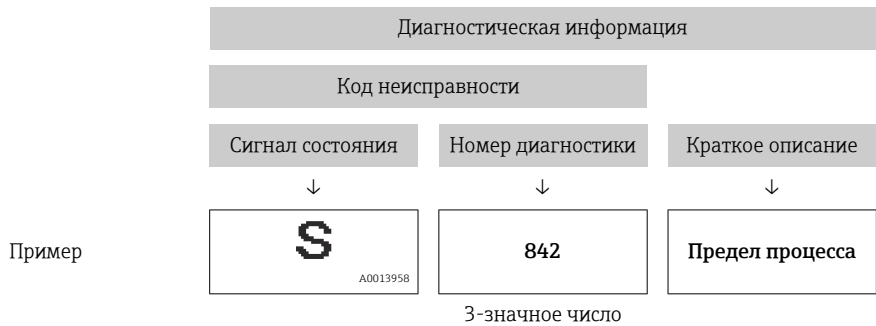 Диагностическая информация
Код неисправности
Сигнал состояния Номер диагностики Краткое описание
↓ ↓ ↓
Пример S 842 Предел процесса
A0013958
3-значное число